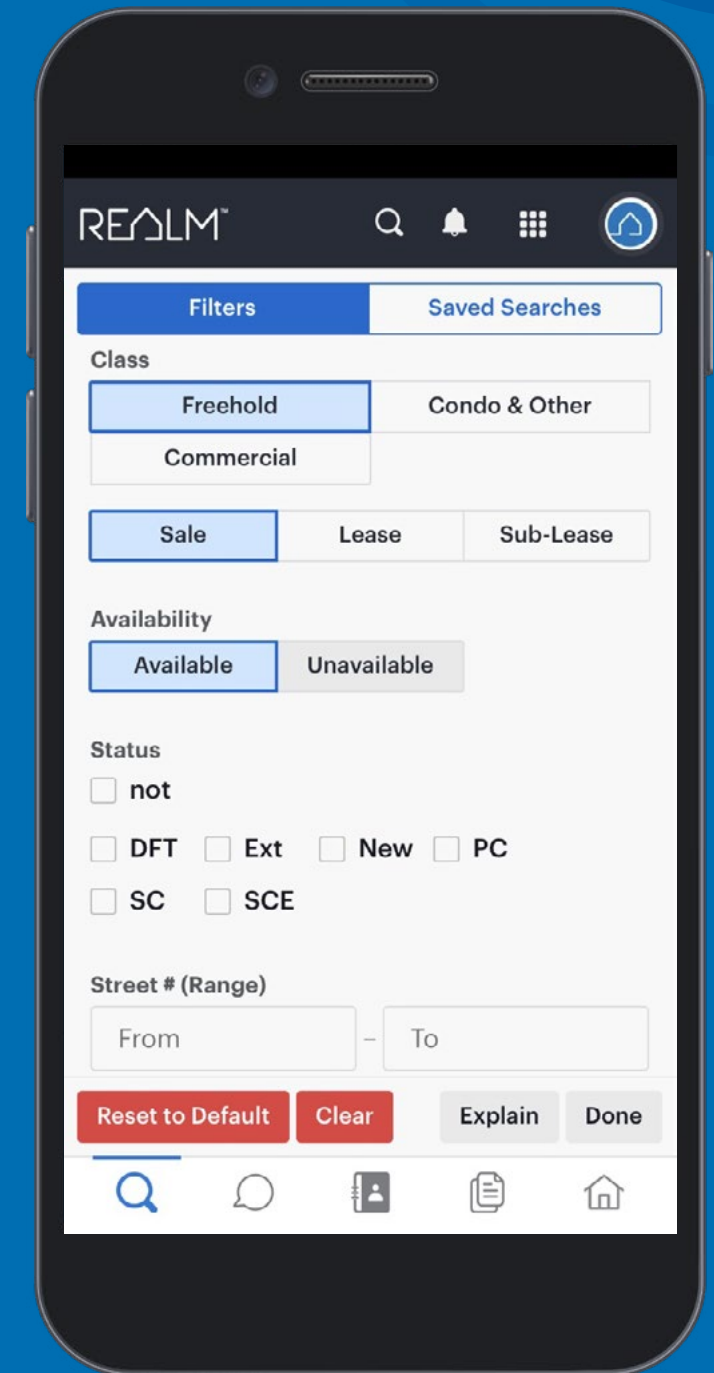 REALM™
Filters Saved Searches
Class
Freehold Condo & Other
Commercial
Sale Lease Sub-Lease
Availability
Available Unavailable
Status
not
DFT Ext New PC
SC SCE
Street # (Range)
From – To
Reset to Default Clear Explain Done